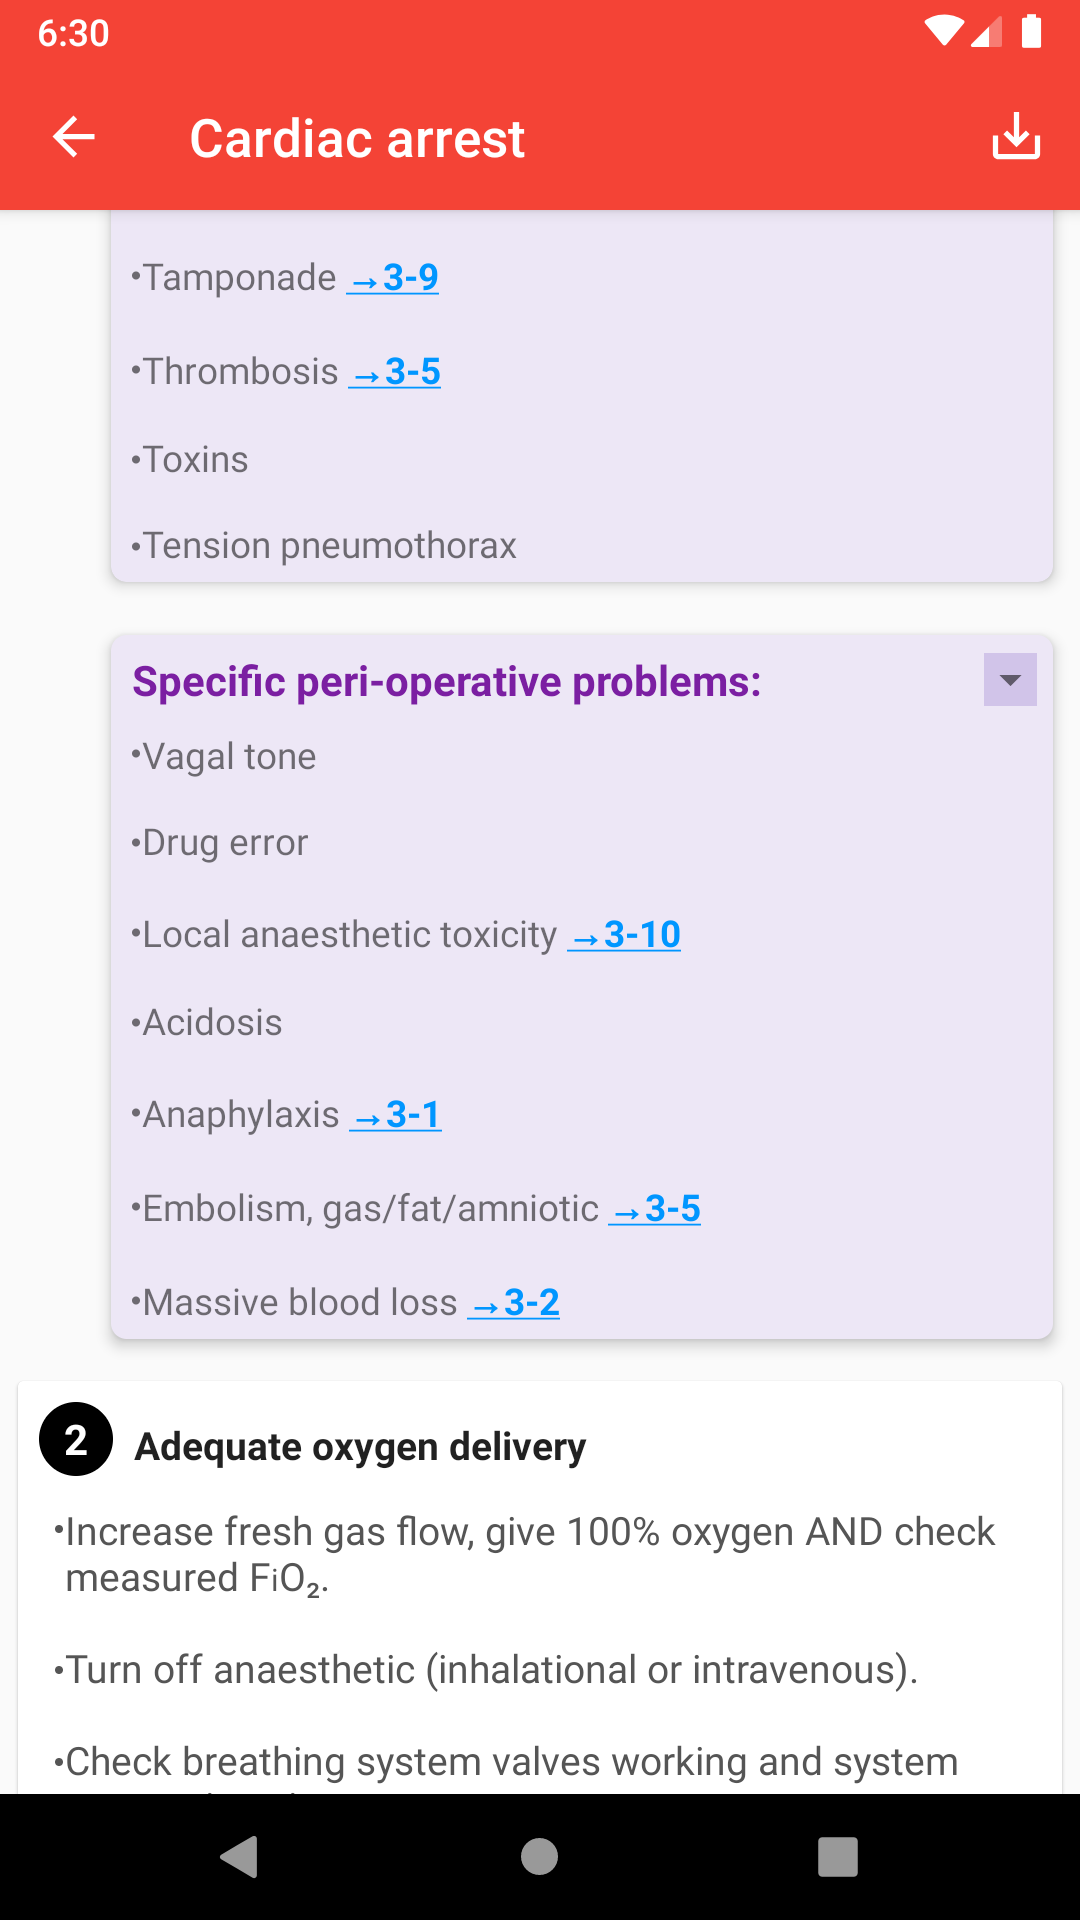 6:30
Cardiac arrest
•Tamponade →3-9
•Thrombosis →3-5
•Toxins
•Tension pneumothorax
Specific peri-operative problems:
•Vagal tone
•Drug error
•Local anaesthetic toxicity →3-10
•Acidosis
•Anaphylaxis →3-1
•Embolism, gas/fat/amniotic →3-5
•Massive blood loss →3-2
2 Adequate oxygen delivery
•Increase fresh gas flow, give 100% oxygen AND check
measured FiO₂.
•Turn off anaesthetic (inhalational or intravenous).
•Check breathing system valves working and system